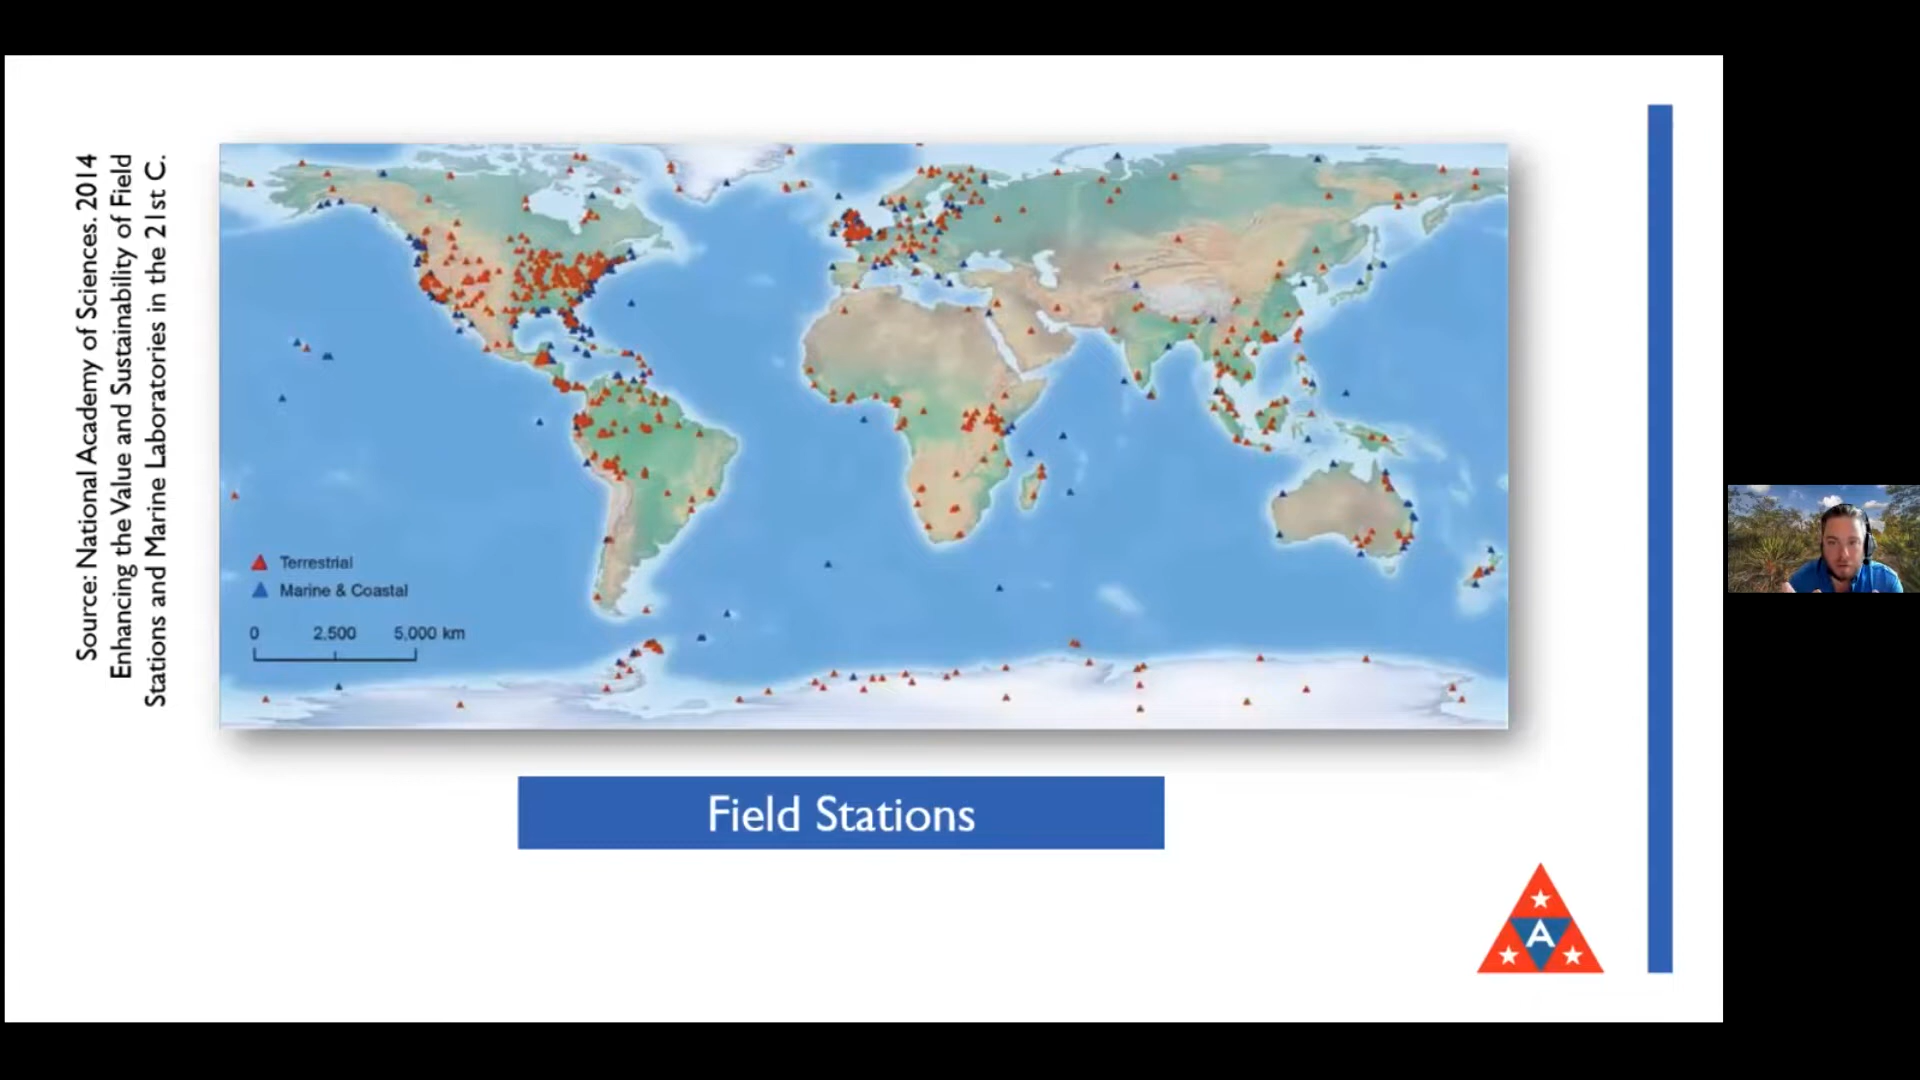 Source: National Academy of Sciences. 2014
Enhancing the Value and Sustainability of Field
Stations and Marine Laboratories in the 21st C.
Terrestrial
Marine & Coastal
0 2,500 5,000 km
Field Stations
A